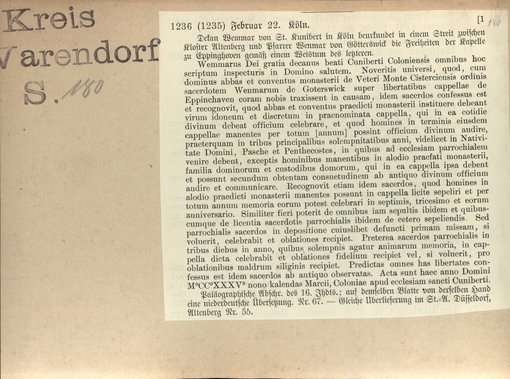 Kreis
Warendorf
S. 180
[1
180
1236 (1235) Februar 22. Köln.
Dekan Wenmar von St. Kunibert in Köln beurkundet in einem Streit zwischen
Kloster Altenberg und Pfarrer Wenmar von Götterswick die Freiheiten der Kapelle
zu Eppinghoven gemäß einem Weistum des letzteren.
Wenmarus Dei gratia decanus beati Cuniberti Coloniensis omnibus hoc
scriptum inspecturis in Domino salutem. Noveritis universi, quod, cum
dominus abbas et conventus monasterii de Veteri Monte Cisterciensis ordinis
sacerdotem Wenmarum de Goterswick super libertatibus cappellae de
Eppinchaven coram nobis traxissent in causam, idem sacerdos confessus est
et recognovit, quod abbas et conventus praedicti monasterii instituere debeant
virum idoneum et discretum in praenominata cappella, qui in ea cotidie
divinum debeat officium celebrare, et quod homines in terminis eiusdem
cappellae manentes per totum [annum] possint officium divinum audire,
praeterquam in tribus principalibus solempnitatibus anni, videlicet in Nativi-
tate Domini, Pasche et Penthecostes, in quibus ad ecclesiam parrochialem
venire debent, exceptis hominibus manentibus in alodio praefati monasterii,
familia dominorum et custodibus domorum, qui in ea cappella ipsa debent
et possunt secundum obtentam consuetudinem ab antiquo divinum officium
audire et communicare. Recognovit etiam idem sacerdos, quod homines in
alodio praedicti monasterii manentes possunt in cappella licite sepeliri et per
totum annum memoria eorum potest celebrari in septimis, tricesimo et eorum
anniversario. Similiter fieri poterit de omnibus iam sepultis ibidem et quibus-
cumque de licentia sacerdotis parrochialis ibidem de cetero sepeliendis. Sed
parrochialis sacerdos in depositione cuiuslibet defuncti primam missam, si
voluerit, celebrabit et oblationes recipiet. Preterea sacerdos parrochialis in
tribus diebus in anno, quibus solempnis agatur animarum memoria, in cap-
pella dicta celebrabit et oblationes fidelium recipiet vel, si voluerit, pro
oblationibus maldrum siliginis recipiet. Predictas omnes has libertates con-
fessus est idem sacerdos ab antiquo observatas. Acta sunt haec anno Domini
M°CC°XXXV° nono kalendas Marcii, Coloniae apud ecclesiam sancti Cuniberti.
Paläographische Abschr. des 16. Jhdts.; auf demselben Blatte von derselben Hand
eine niederdeutsche Übersetzung. Nr. 67. — Gleiche Überlieferung im St.-A. Düsseldorf,
Altenberg Nr. 55.